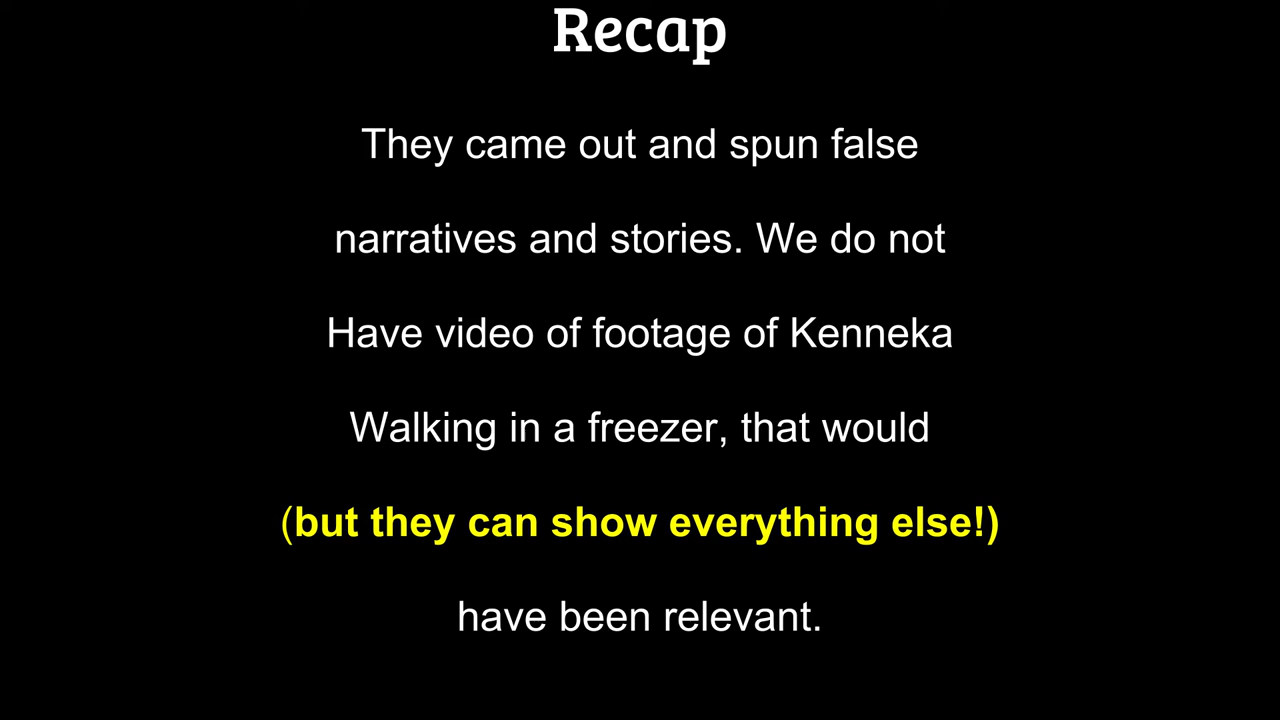 Recap
They came out and spun false
narratives and stories. We do not
Have video of footage of Kenneka
Walking in a freezer, that would
(but they can show everything else!)
have been relevant.